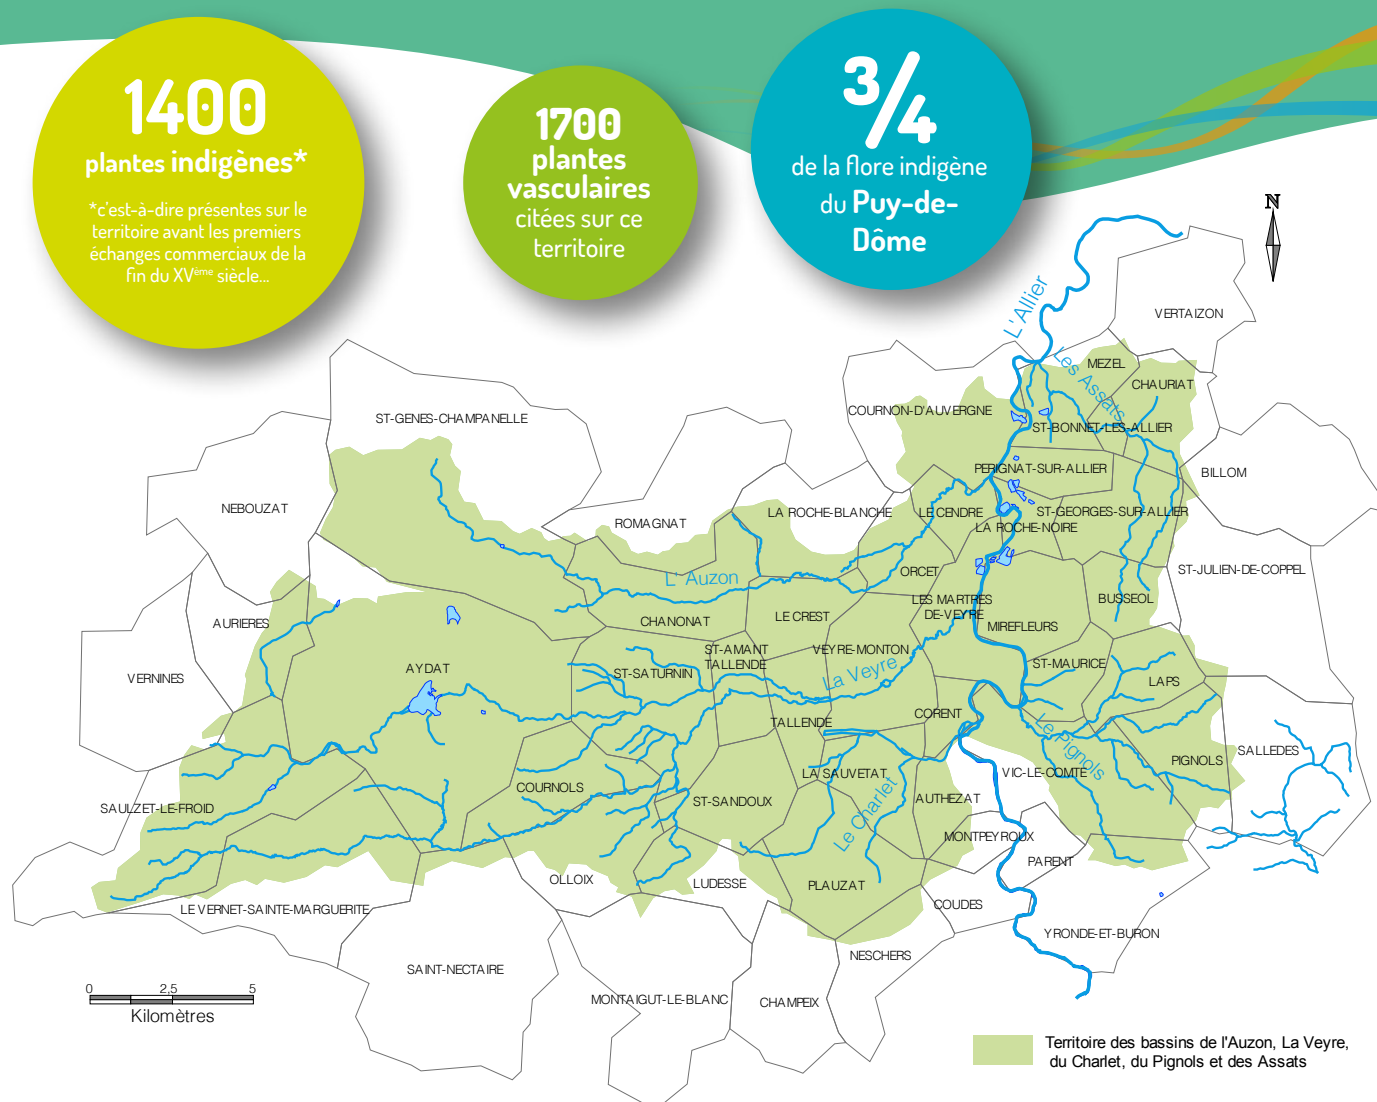 1400
plantes indigènes*
*c'est-à-dire présentes sur le
territoire avant les premiers
échanges commerciaux de la
fin du XVème siècle...
1700
plantes
vasculaires
citées sur ce
territoire
3/4
de la flore indigène
du Puy-de-
Dôme
N
L'Allier
VERTAIZON
Les Assats
MEZEL
CHAURIAT
ST-GENES-CHAMPANELLE
COURNON-D'AUVERGNE
ST-BONNET-LES-ALLIER
PERIGNAT-SUR-ALLIER
BILLOM
NEBOUZAT
ROMAGNAT
LA ROCHE-BLANCHE
LE CENDRE
ST-GEORGES-SUR-ALLIER
LA ROCHE-NOIRE
L' Auzon
ORCET
ST-JULIEN-DE-COPPEL
AURIERES
CHANONAT
LE CREST
LES MARTRES
DE-VEYRE
BUSSEOL
MIREFLEURS
VERNINES
AYDAT
ST-SATURNIN
ST-AMANT
TALLENDE
VEYRE-MONTON
La Veyre
ST-MAURICE
LAPS
TALLENDE
CORENT
Le Pignols
PIGNOLS
SALLEDES
SAULZET-LE-FROID
COURNOLS
ST-SANDOUX
LA SAUVETAT
Le Charlet
AUTHEZAT
VIC-LE-COMTE
MONTPEYROUX
PARENT
LE VERNET-SAINTE-MARGUERITE
OLLOIX
LUDESSE
PLAUZAT
COUDES
YRONDE-ET-BURON
SAINT-NECTAIRE
MONTAIGUT-LE-BLANC
CHAMPEIX
NESCHERS
0 2,5 5
Kilomètres
Territoire des bassins de l'Auzon, La Veyre,
du Charlet, du Pignols et des Assats